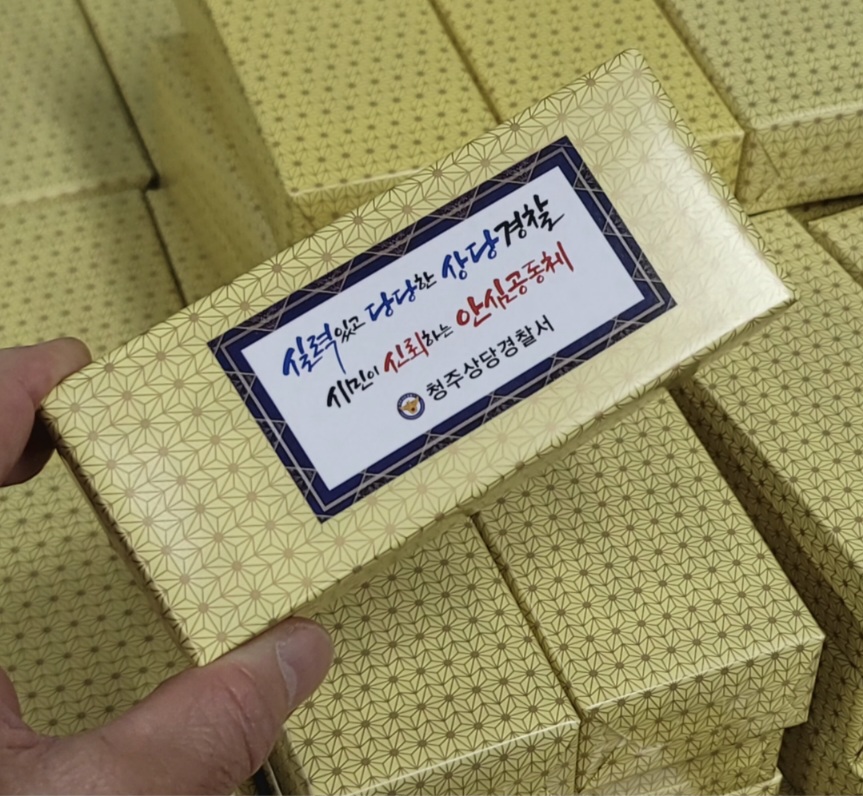 실력있고 당당한 상당경찰
시민이 신뢰하는 안심공동체
청주상당경찰서